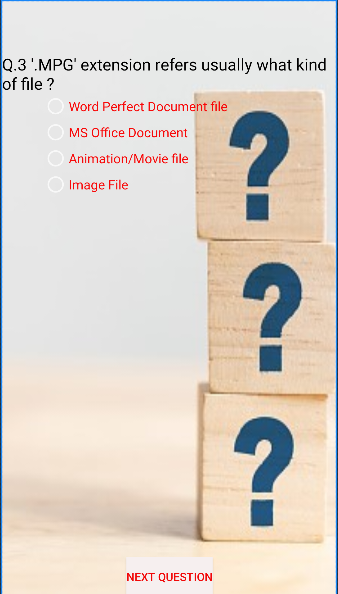 Q.3 '.MPG' extension refers usually what kind
of file ?
Word Perfect Document file
MS Office Document
Animation/Movie file
Image File
?
?
?
NEXT QUESTION